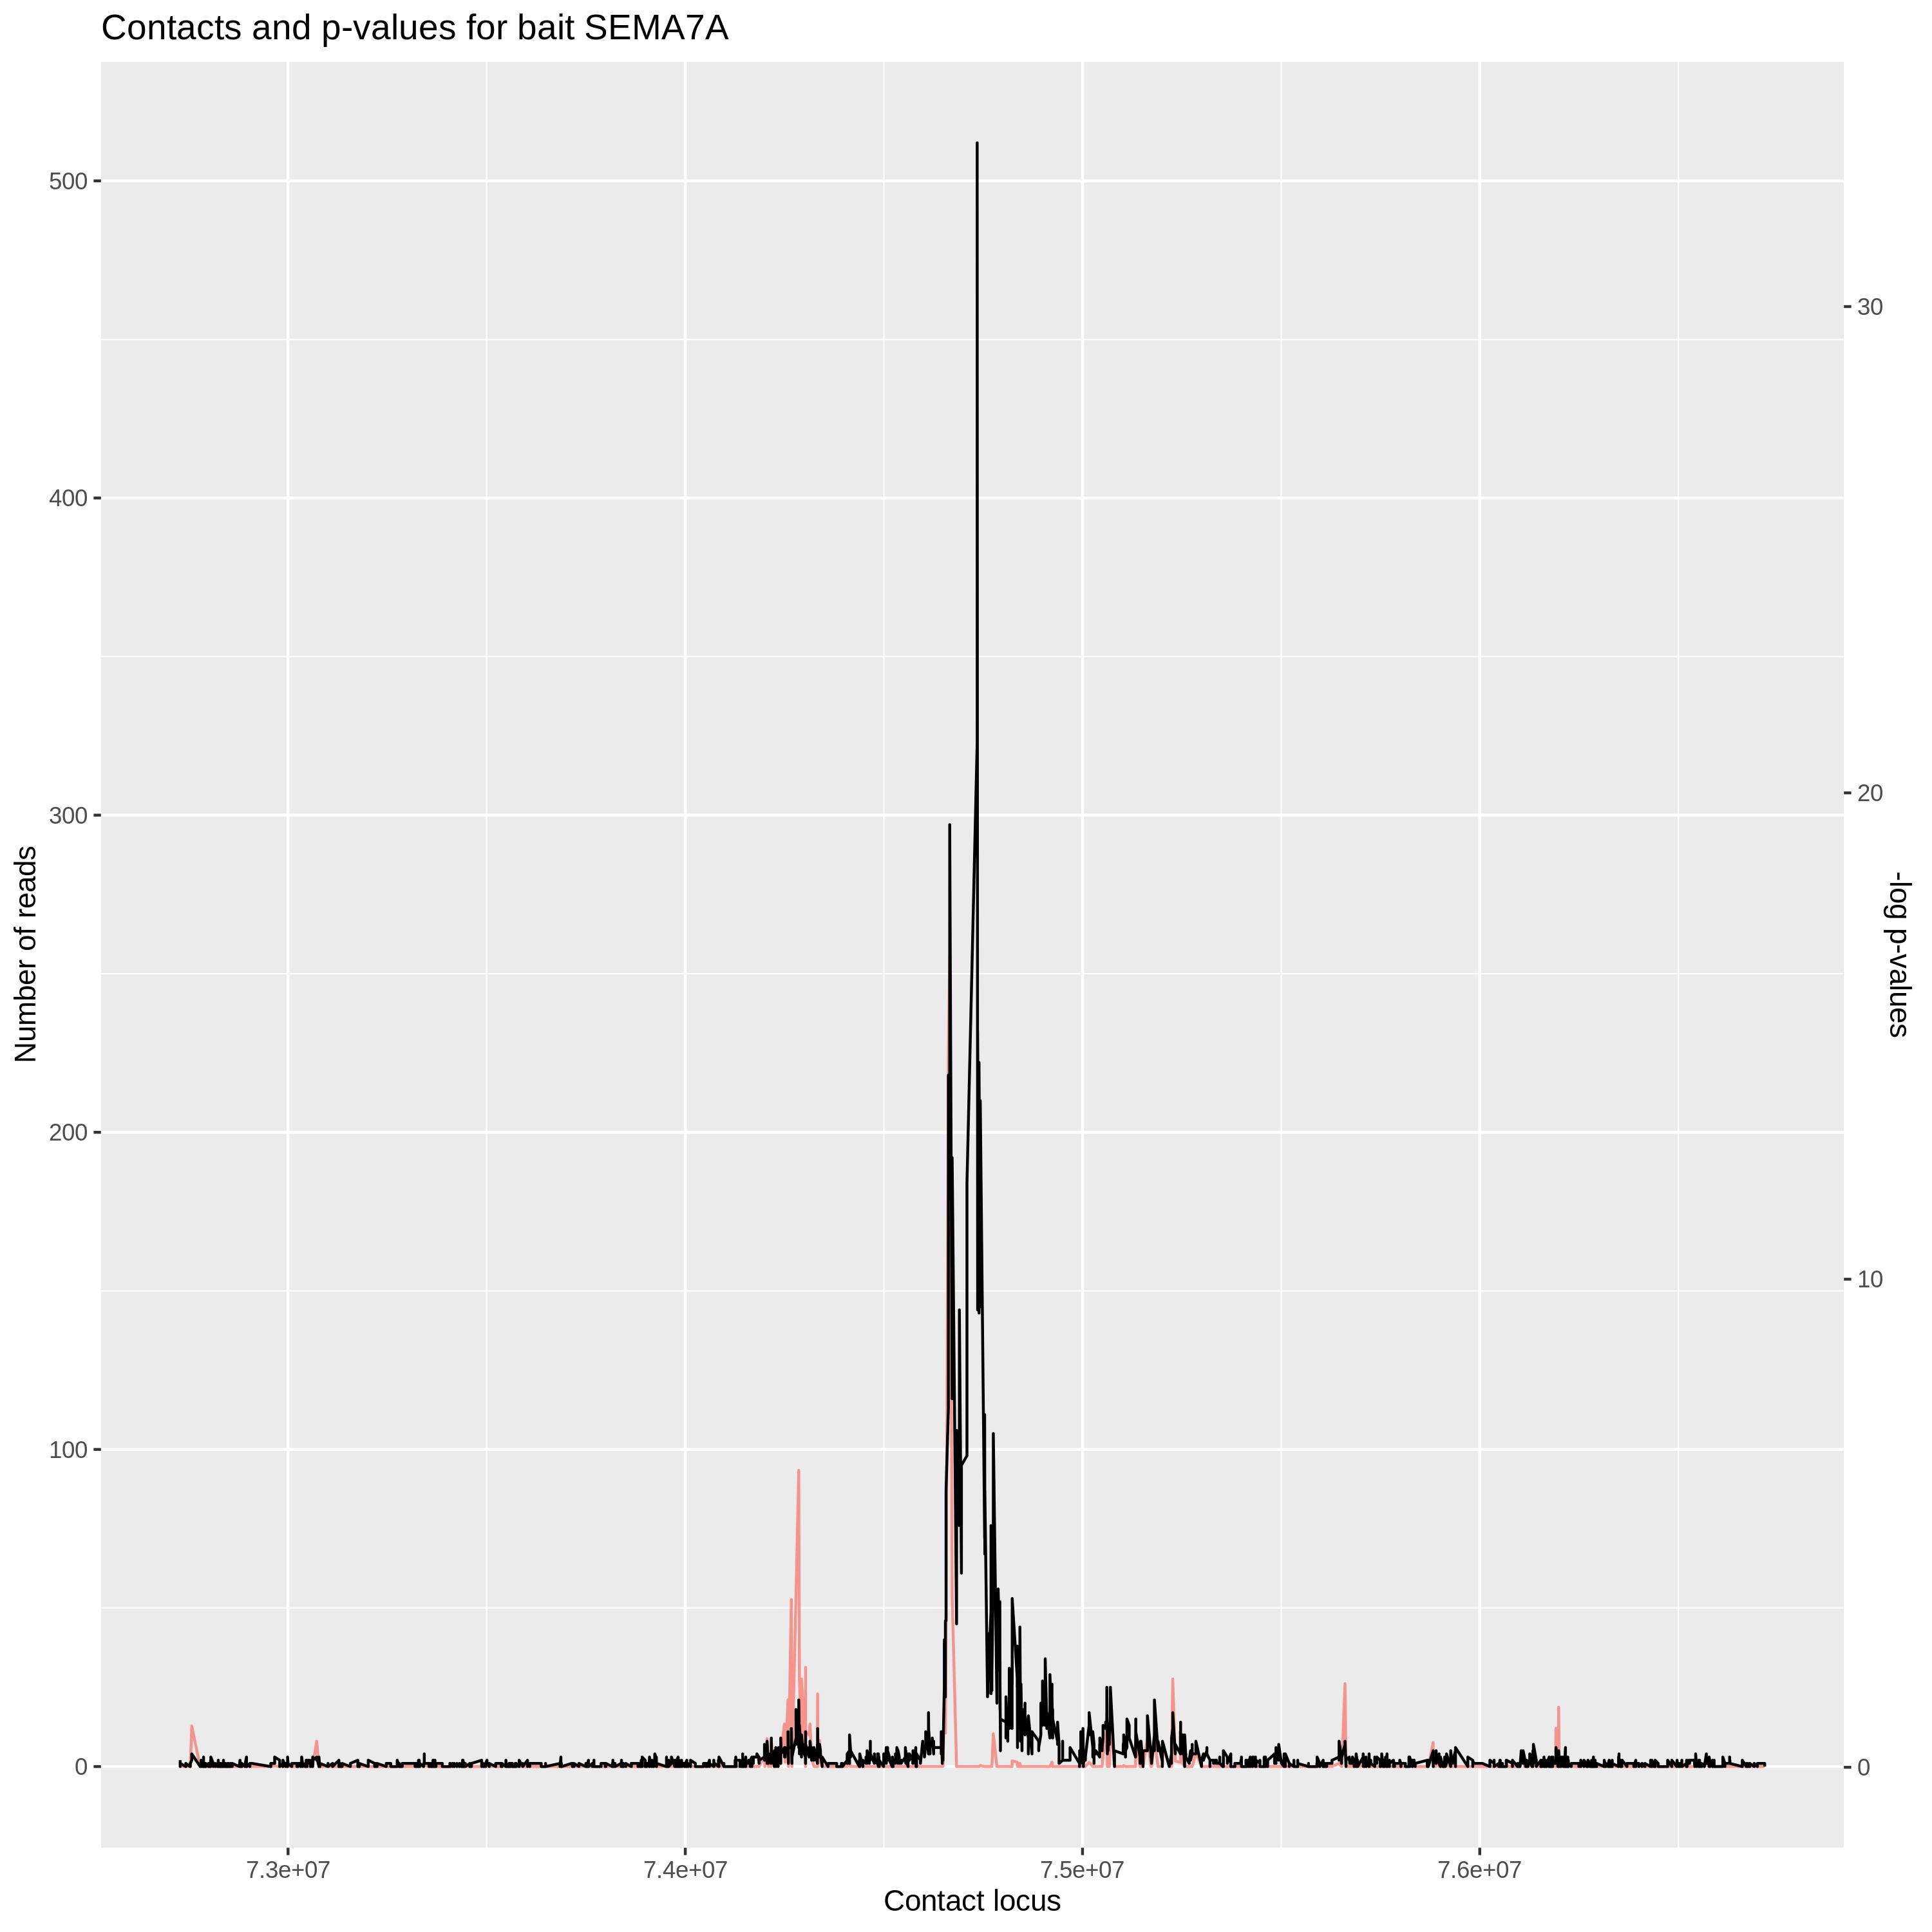 Contacts and p-values for bait SEMA7A
500
400
300
200
100
0
Number of reads
30
20
10
0
-log p-values
7.3e+07
7.4e+07
7.5e+07
7.6e+07
Contact locus